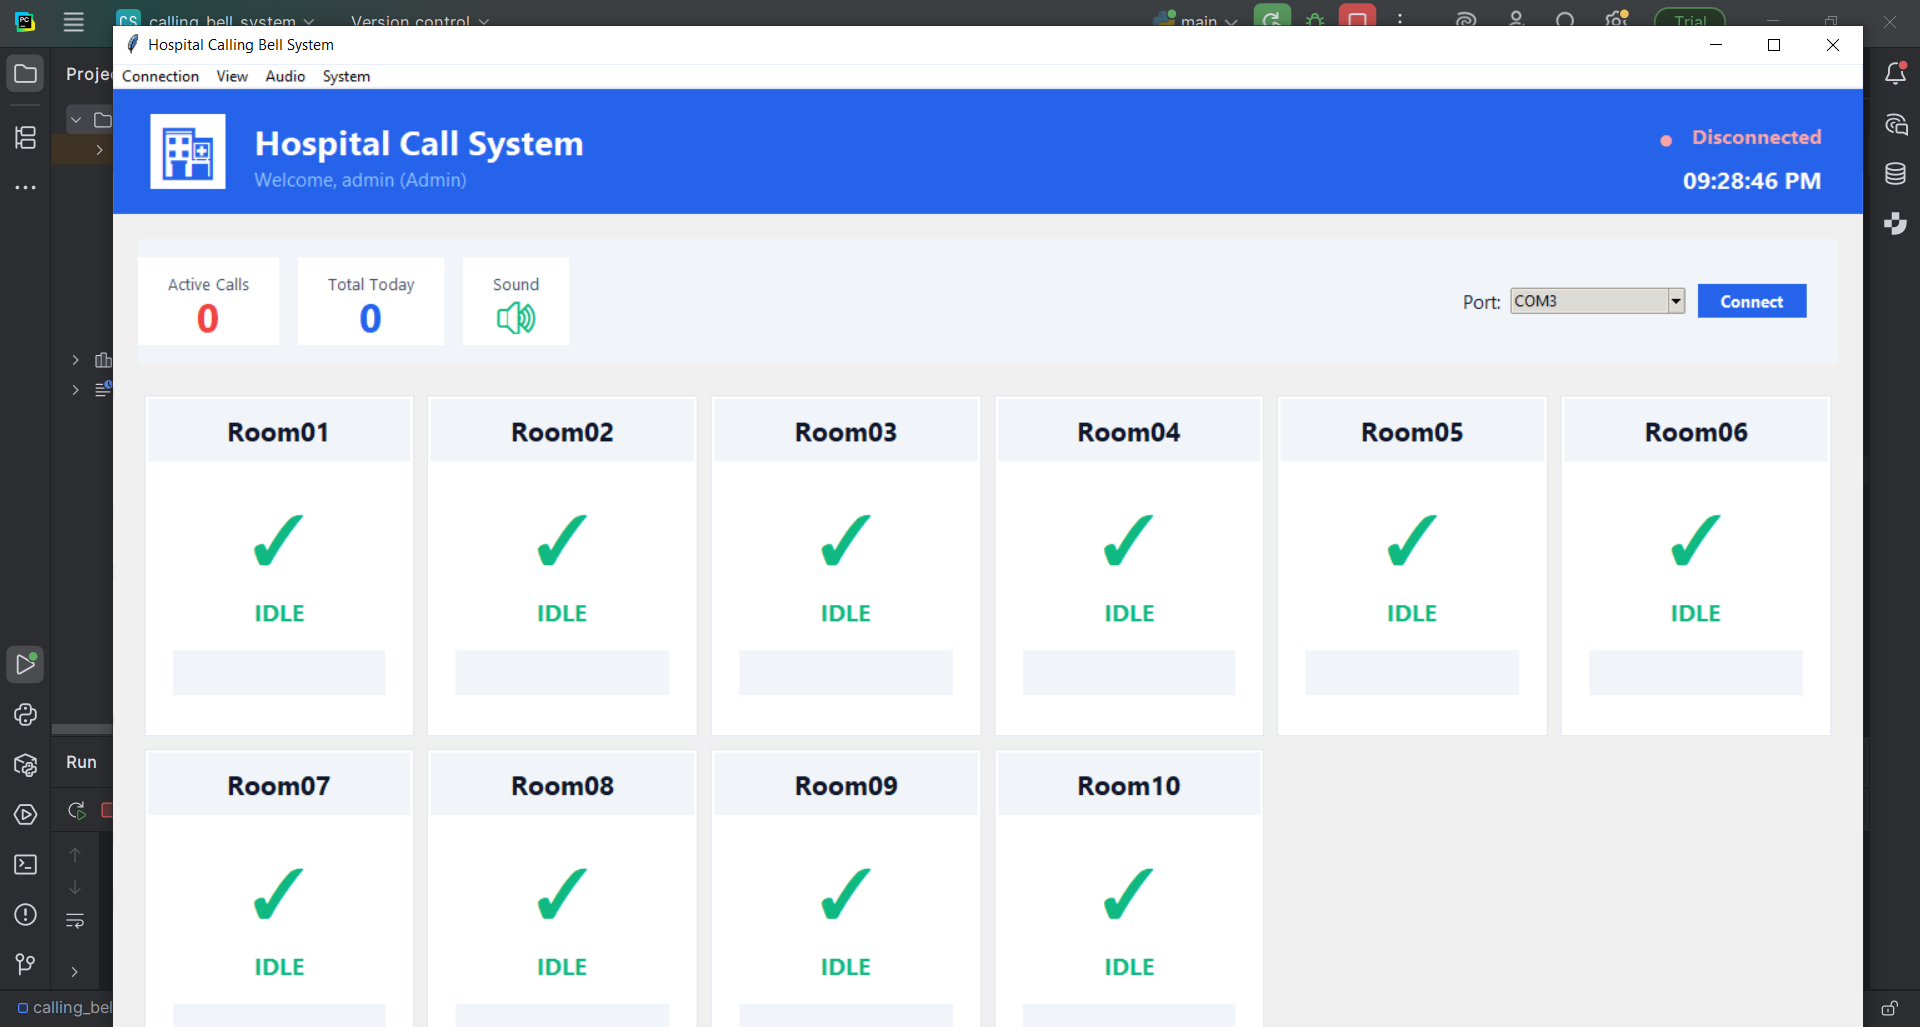 PC
CS calling_bell_system
Version control
main
Trial
Hospital Calling Bell System
Proje
Connection View Audio System
Hospital Call System
Welcome, admin (Admin)
Disconnected
09:28:46 PM
Active Calls
0
Total Today
0
Sound
Port: COM3 Connect
Room01 Room02 Room03 Room04 Room05 Room06
IDLE IDLE IDLE IDLE IDLE IDLE
Run
Room07 Room08 Room09 Room10
IDLE IDLE IDLE IDLE
calling_bel